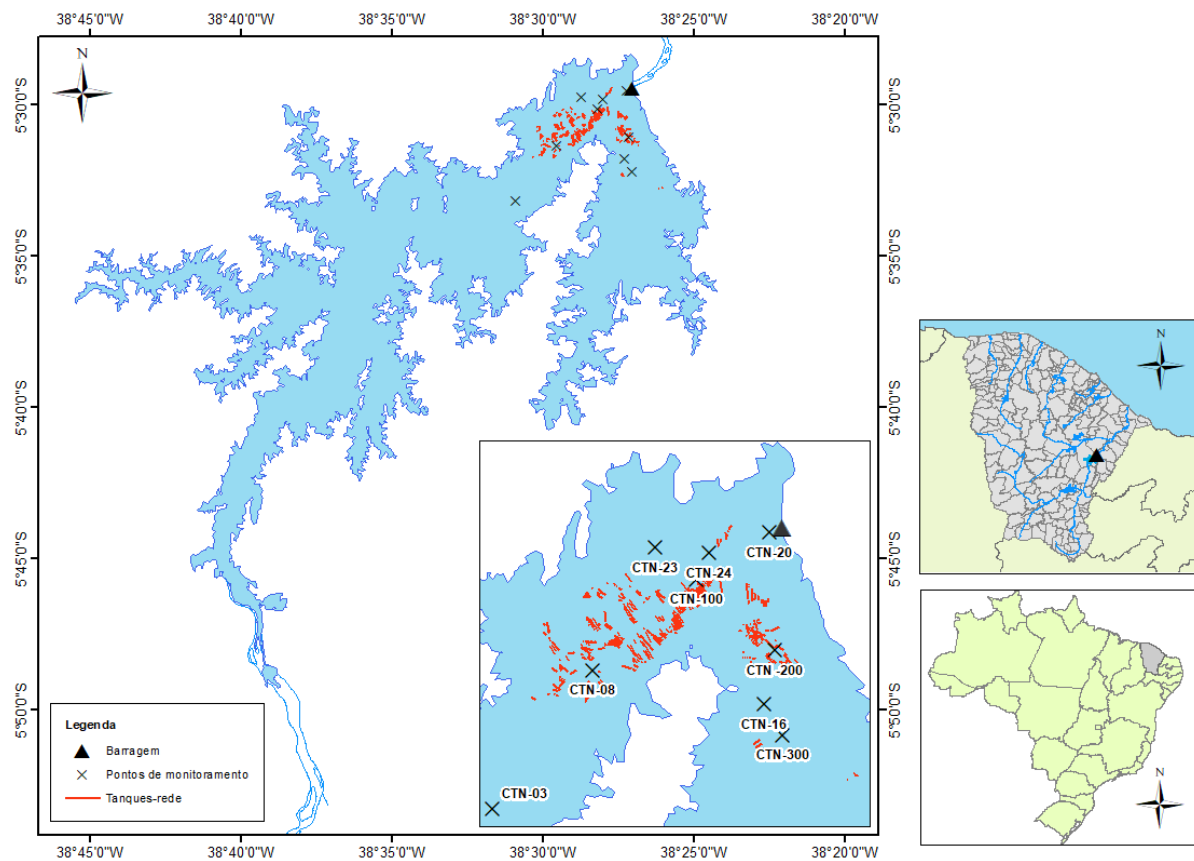 38°45'0"W 38°40'0"W 38°35'0"W 38°30'0"W 38°25'0"W 38°20'0"W
N
5°30'0"S 5°30'0"S
5°35'0"S 5°35'0"S
5°40'0"S 5°40'0"S
5°45'0"S 5°45'0"S
5°50'0"S 5°50'0"S
CTN-20
CTN-23
CTN-24
CTN-100
CTN-200
CTN-08
CTN-16
CTN-300
CTN-03
Legenda
Barragem
Pontos de monitoramento
Tanques-rede
38°45'0"W 38°40'0"W 38°35'0"W 38°30'0"W 38°25'0"W 38°20'0"W
N
N